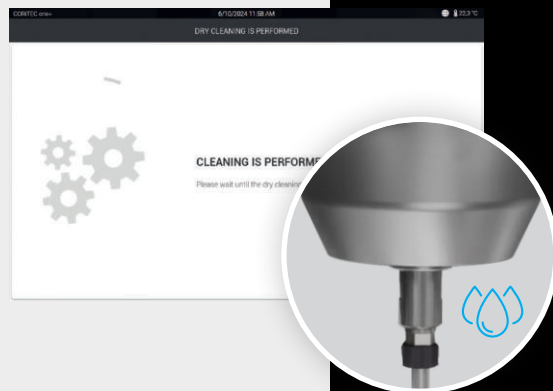 CORITEC one+ 6/10/2024 11:58 AM 22,3 °C
DRY CLEANING IS PERFORMED
CLEANING IS PERFORME
Please wait until the dry cleaning